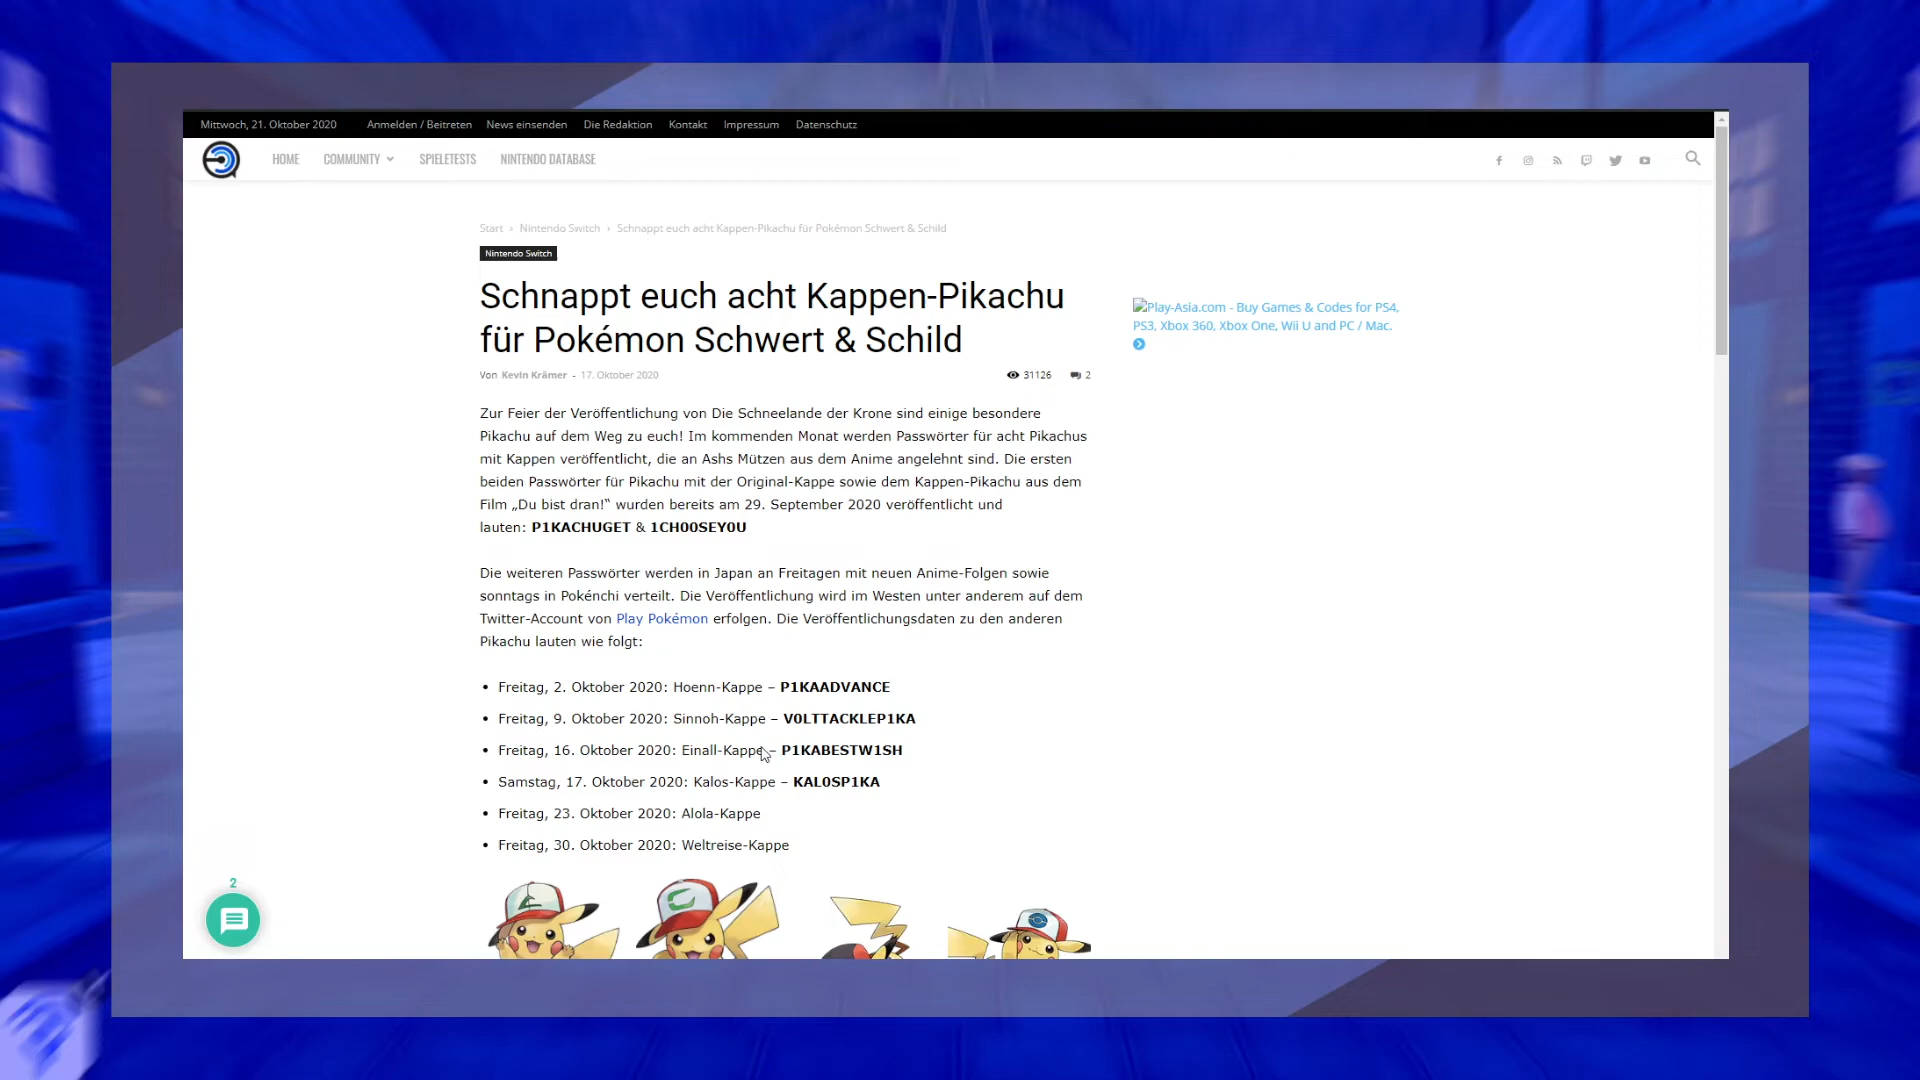 Mittwoch, 21. Oktober 2020 Anmelden / Beitreten News einsenden Die Redaktion Kontakt Impressum Datenschutz
HOME COMMUNITY SPIELETESTS NINTENDO DATABASE
Start › Nintendo Switch › Schnappt euch acht Kappen-Pikachu für Pokémon Schwert & Schild
Nintendo Switch
Schnappt euch acht Kappen-Pikachu
für Pokémon Schwert & Schild
Von Kevin Krämer - 17. Oktober 2020 31126 2
Play-Asia.com - Buy Games & Codes for PS4,
PS3, Xbox 360, Xbox One, Wii U and PC / Mac.
Zur Feier der Veröffentlichung von Die Schneelande der Krone sind einige besondere
Pikachu auf dem Weg zu euch! Im kommenden Monat werden Passwörter für acht Pikachus
mit Kappen veröffentlicht, die an Ashs Mützen aus dem Anime angelehnt sind. Die ersten
beiden Passwörter für Pikachu mit der Original-Kappe sowie dem Kappen-Pikachu aus dem
Film „Du bist dran!“ wurden bereits am 29. September 2020 veröffentlicht und
lauten: P1KACHUGET & 1CH00SEY0U
Die weiteren Passwörter werden in Japan an Freitagen mit neuen Anime-Folgen sowie
sonntags in Pokénchi verteilt. Die Veröffentlichung wird im Westen unter anderem auf dem
Twitter-Account von Play Pokémon erfolgen. Die Veröffentlichungsdaten zu den anderen
Pikachu lauten wie folgt:
• Freitag, 2. Oktober 2020: Hoenn-Kappe – P1KAADVANCE
• Freitag, 9. Oktober 2020: Sinnoh-Kappe – V0LTTACKLEP1KA
• Freitag, 16. Oktober 2020: Einall-Kappe – P1KABESTW1SH
• Samstag, 17. Oktober 2020: Kalos-Kappe – KAL0SP1KA
• Freitag, 23. Oktober 2020: Alola-Kappe
• Freitag, 30. Oktober 2020: Weltreise-Kappe
2